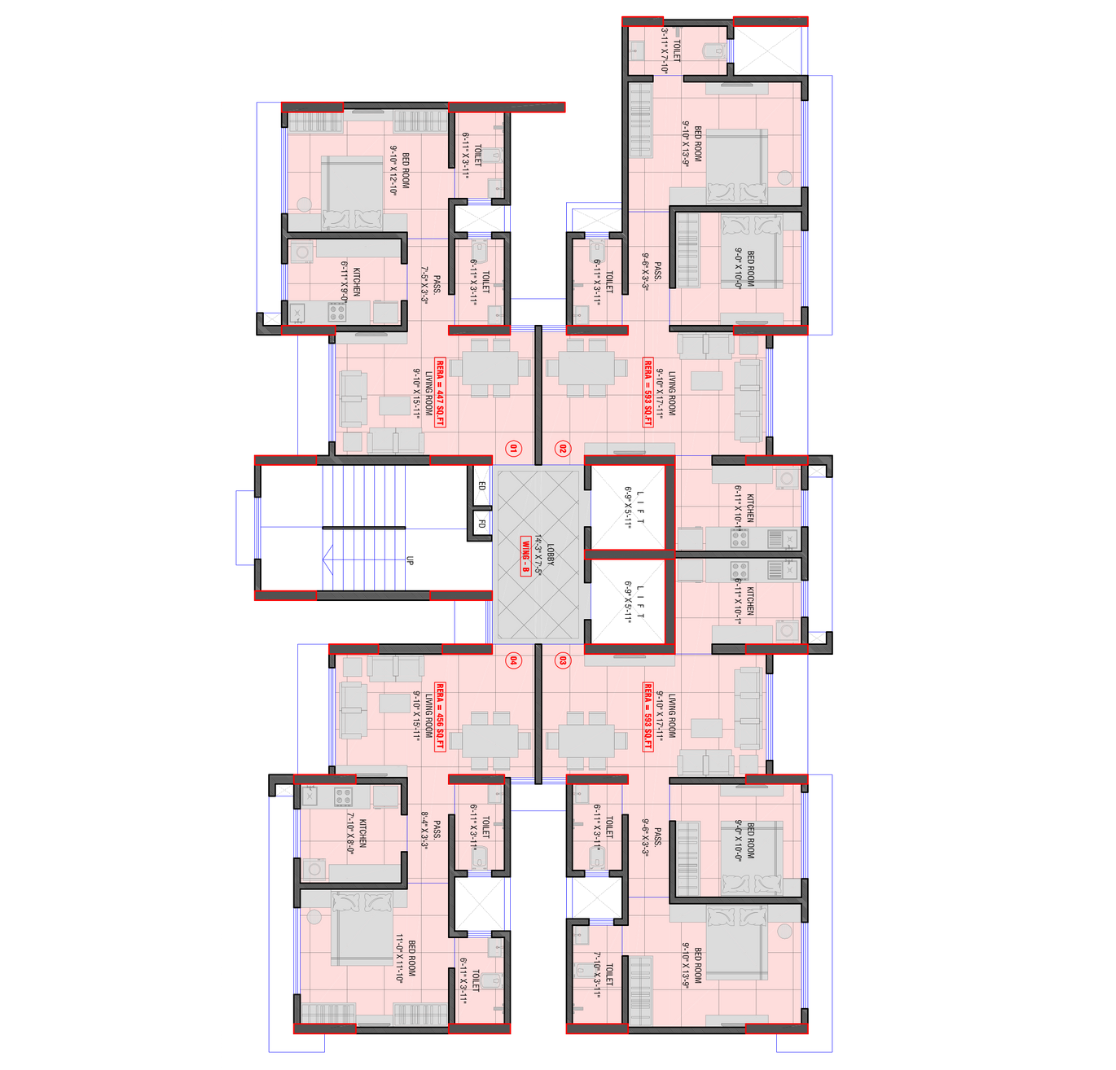 TOILET
3'-11" X 7'-10"
BED ROOM
9'-10" X 13'-9"
BED ROOM
9'-10" X 12'-10"
TOILET
6'-11" X 3'-11"
KITCHEN
6'-11" X 9'-0"
PASS.
7'-5" X 3'-3"
TOILET
6'-11" X 3'-11"
TOILET
6'-11" X 3'-11"
PASS.
9'-6" X 3'-3"
BED ROOM
9'-0" X 10'-0"
RERA = 447 SQ.FT
LIVING ROOM
9'-10" X 15'-11"
01
RERA = 593 SQ.FT
LIVING ROOM
9'-10" X 17'-11"
02
ED
FD
UP
LOBBY
14'-3" X 7'-5"
WING - B
LIFT
6'-9" X 5'-11"
LIFT
6'-9" X 5'-11"
KITCHEN
6'-11" X 10'-1"
KITCHEN
6'-11" X 10'-1"
04
RERA = 456 SQ.FT
LIVING ROOM
9'-10" X 15'-11"
03
RERA = 593 SQ.FT
LIVING ROOM
9'-10" X 17'-11"
KITCHEN
7'-10" X 8'-0"
PASS.
8'-4" X 3'-3"
TOILET
6'-11" X 3'-11"
TOILET
6'-11" X 3'-11"
PASS.
9'-6" X 3'-3"
BED ROOM
9'-0" X 10'-0"
BED ROOM
11'-0" X 11'-10"
TOILET
6'-11" X 3'-11"
TOILET
7'-10" X 3'-11"
BED ROOM
9'-10" X 13'-9"